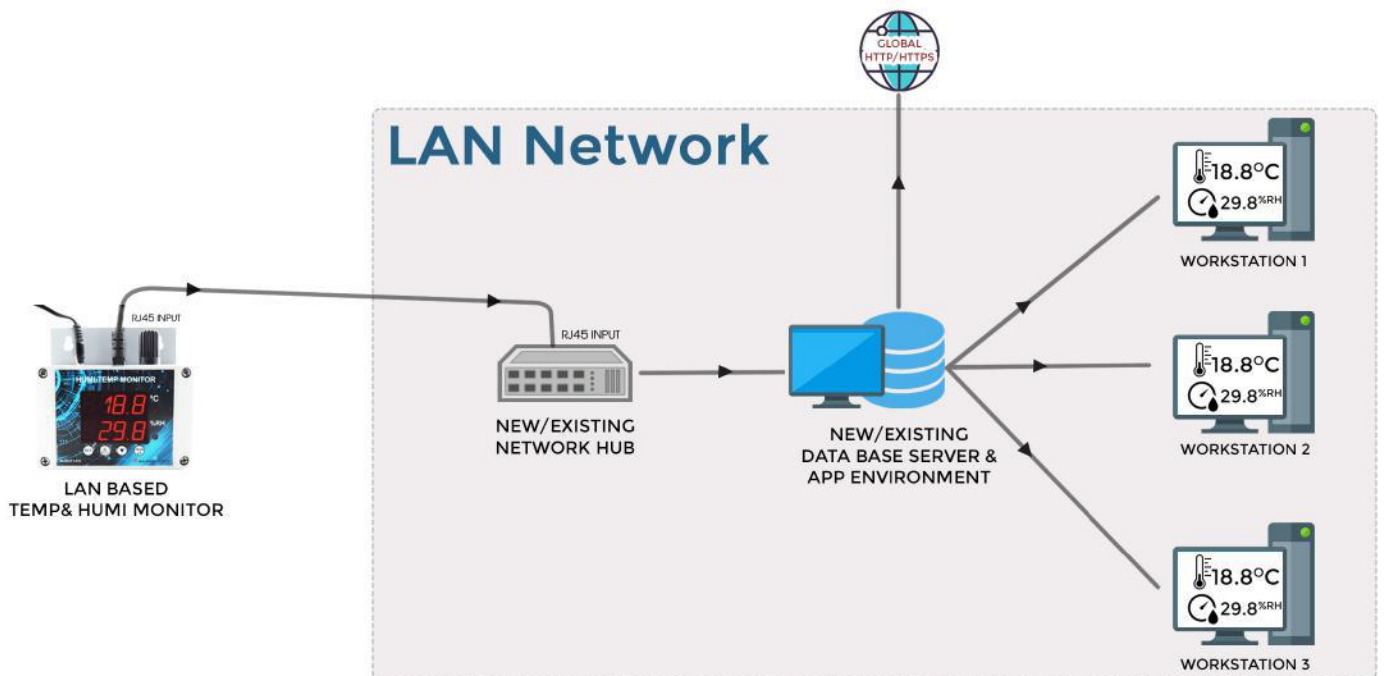 GLOBAL
HTTP/HTTPS
LAN Network
18.8°C
29.8%RH
WORKSTATION 1
RJ45 INPUT
HUMI TEMP MONITOR
18.8 °C
29.8 %RH
LAN BASED
TEMP& HUMI MONITOR
RJ45 INPUT
NEW/EXISTING
NETWORK HUB
NEW/EXISTING
DATA BASE SERVER &
APP ENVIRONMENT
18.8°C
29.8%RH
WORKSTATION 2
18.8°C
29.8%RH
WORKSTATION 3